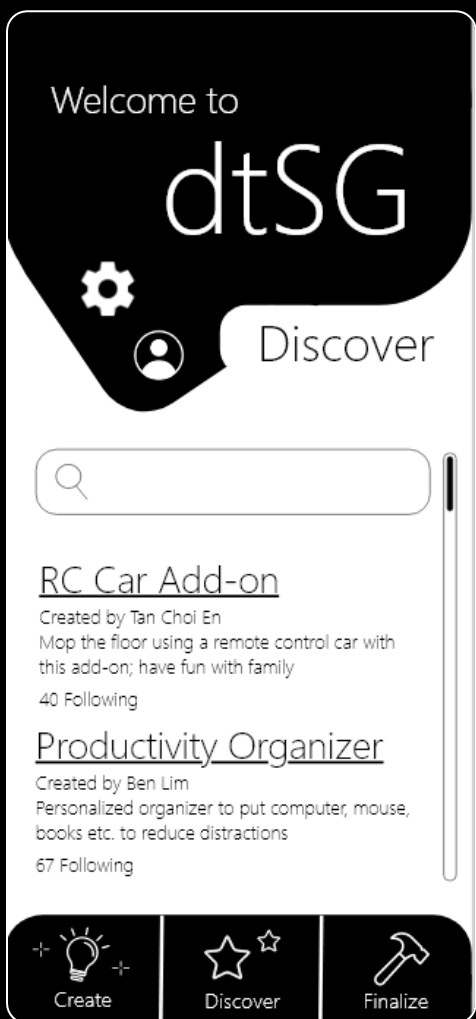 Welcome to
dtSG
Discover
RC Car Add-on
Created by Tan Choi En
Mop the floor using a remote control car with
this add-on; have fun with family
40 Following
Productivity Organizer
Created by Ben Lim
Personalized organizer to put computer, mouse,
books etc. to reduce distractions
67 Following
Create
Discover
Finalize